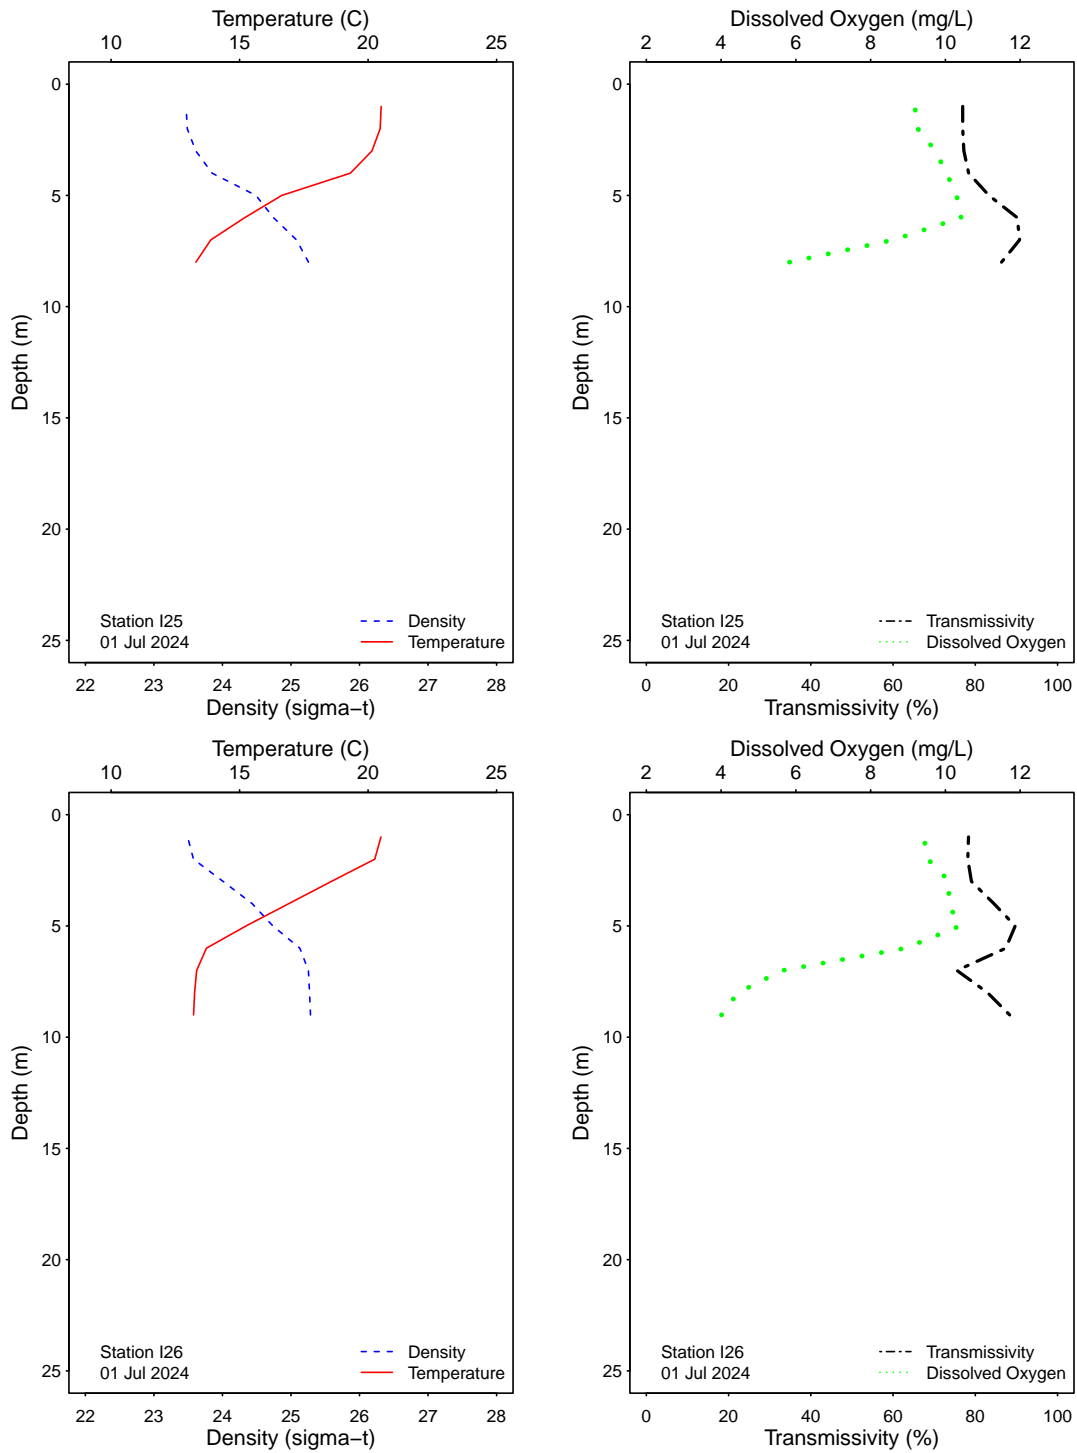 Temperature (C)
10 15 20 25
0
5
10
15
20
25
Depth (m)
Station I25
01 Jul 2024
Density
Temperature
22 23 24 25 26 27 28
Density (sigma−t)
Dissolved Oxygen (mg/L)
2 4 6 8 10 12
0
5
10
15
20
25
Depth (m)
Station I25
01 Jul 2024
Transmissivity
Dissolved Oxygen
0 20 40 60 80 100
Transmissivity (%)
Temperature (C)
10 15 20 25
0
5
10
15
20
25
Depth (m)
Station I26
01 Jul 2024
Density
Temperature
22 23 24 25 26 27 28
Density (sigma−t)
Dissolved Oxygen (mg/L)
2 4 6 8 10 12
0
5
10
15
20
25
Depth (m)
Station I26
01 Jul 2024
Transmissivity
Dissolved Oxygen
0 20 40 60 80 100
Transmissivity (%)